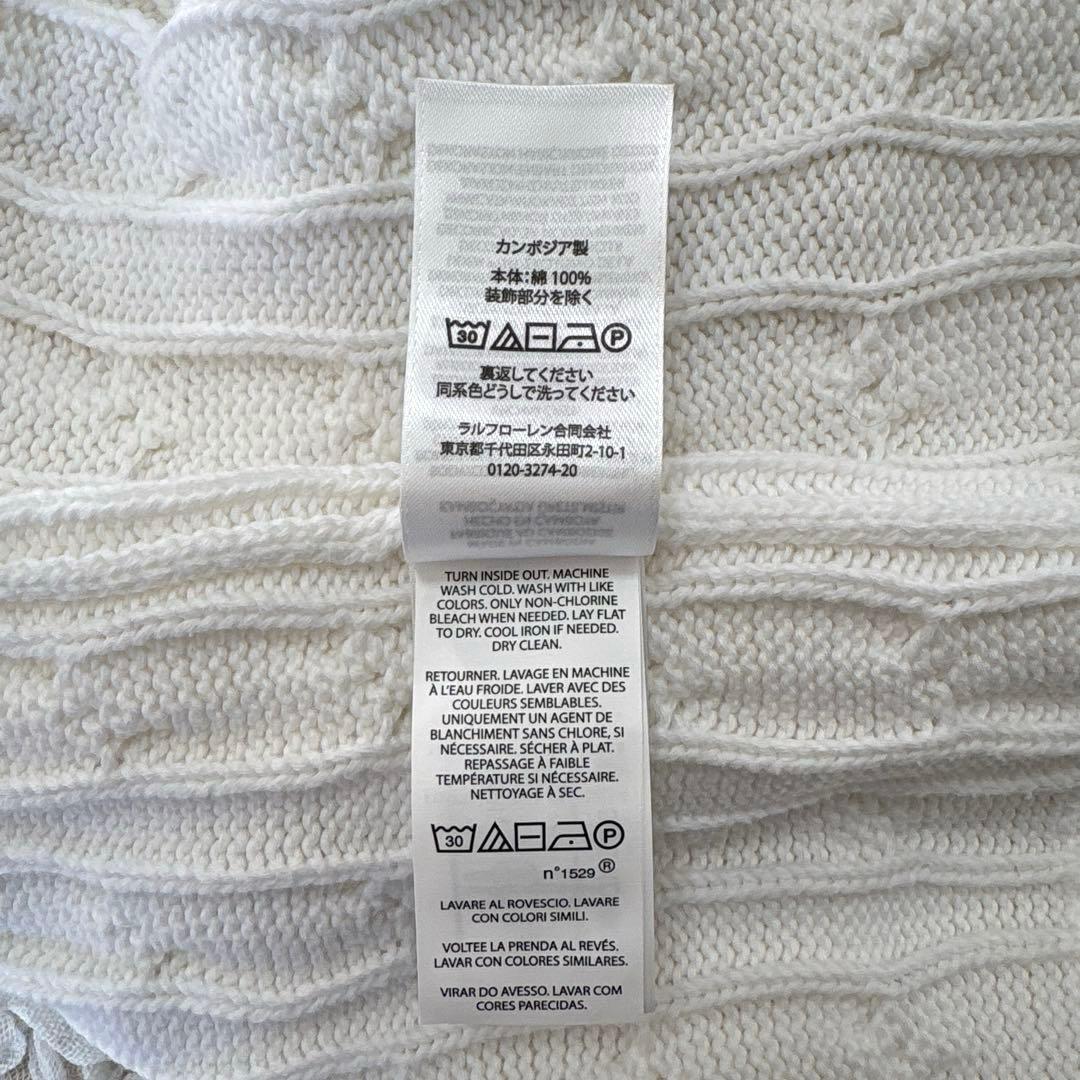 カンボジア製
本体:綿 100%
装飾部分を除く
30 P
裏返してください
同系色どうしで洗ってください
ラルフローレン合同会社
東京都千代田区永田町2-10-1
0120-3274-20
TURN INSIDE OUT. MACHINE
WASH COLD. WASH WITH LIKE
COLORS. ONLY NON-CHLORINE
BLEACH WHEN NEEDED. LAY FLAT
TO DRY. COOL IRON IF NEEDED.
DRY CLEAN.
RETOURNER. LAVAGE EN MACHINE
À L'EAU FROIDE. LAVER AVEC DES
COULEURS SEMBLABLES.
UNIQUEMENT UN AGENT DE
BLANCHIMENT SANS CHLORE, SI
NÉCESSAIRE. SÉCHER À PLAT.
REPASSAGE À FAIBLE
TEMPÉRATURE SI NÉCESSAIRE.
NETTOYAGE À SEC.
30 P
n°1529 ®
LAVARE AL ROVESCIO. LAVARE
CON COLORI SIMILI.
VOLTEE LA PRENDA AL REVÉS.
LAVAR CON COLORES SIMILARES.
VIRAR DO AVESSO. LAVAR COM
CORES PARECIDAS.